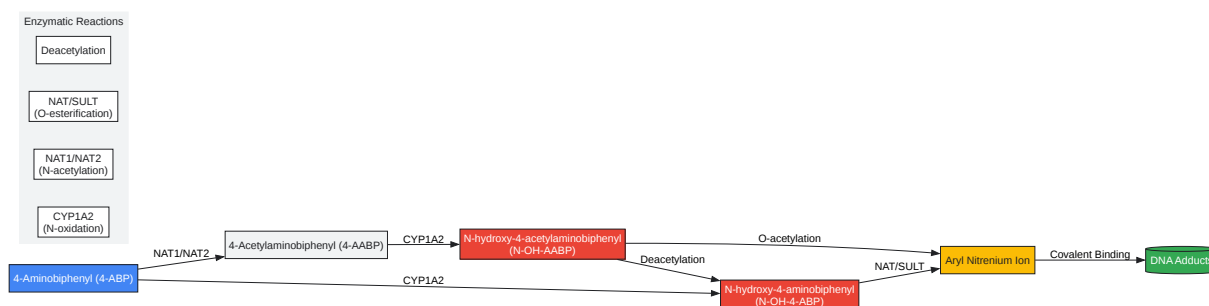 Enzymatic Reactions
Deacetylation
NAT/SULT
(O-esterification)
NAT1/NAT2
(N-acetylation)
CYP1A2
(N-oxidation)
4-Aminobiphenyl (4-ABP)
NAT1/NAT2
4-Acetylaminobiphenyl (4-AABP)
CYP1A2
CYP1A2
N-hydroxy-4-acetylaminobiphenyl
(N-OH-AABP)
O-acetylation
Deacetylation
N-hydroxy-4-aminobiphenyl
(N-OH-4-ABP)
NAT/SULT
Aryl Nitrenium Ion
Covalent Binding
DNA Adducts